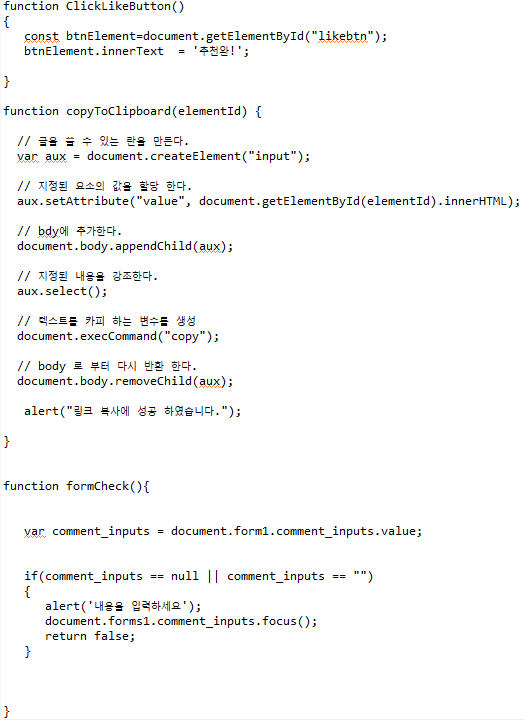 function ClickLikeButton()
{
const btnElement=document.getElementById("likebtn");
btnElement.innerText = '추천완!';
}
function copyToClipboard(elementId) {
// 글을 쓸 수 있는 란을 만든다.
var aux = document.createElement("input");
// 지정된 요소의 값을 할당 한다.
aux.setAttribute("value", document.getElementById(elementId).innerHTML);
// bdy에 추가한다.
document.body.appendChild(aux);
// 지정된 내용을 강조한다.
aux.select();
// 텍스트를 카피 하는 변수를 생성
document.execCommand("copy");
// body 로 부터 다시 반환 한다.
document.body.removeChild(aux);
alert("링크 복사에 성공 하였습니다.");
}
function formCheck(){
var comment_inputs = document.form1.comment_inputs.value;
if(comment_inputs == null || comment_inputs == "")
{
alert('내용을 입력하세요');
document.forms1.comment_inputs.focus();
return false;
}
}